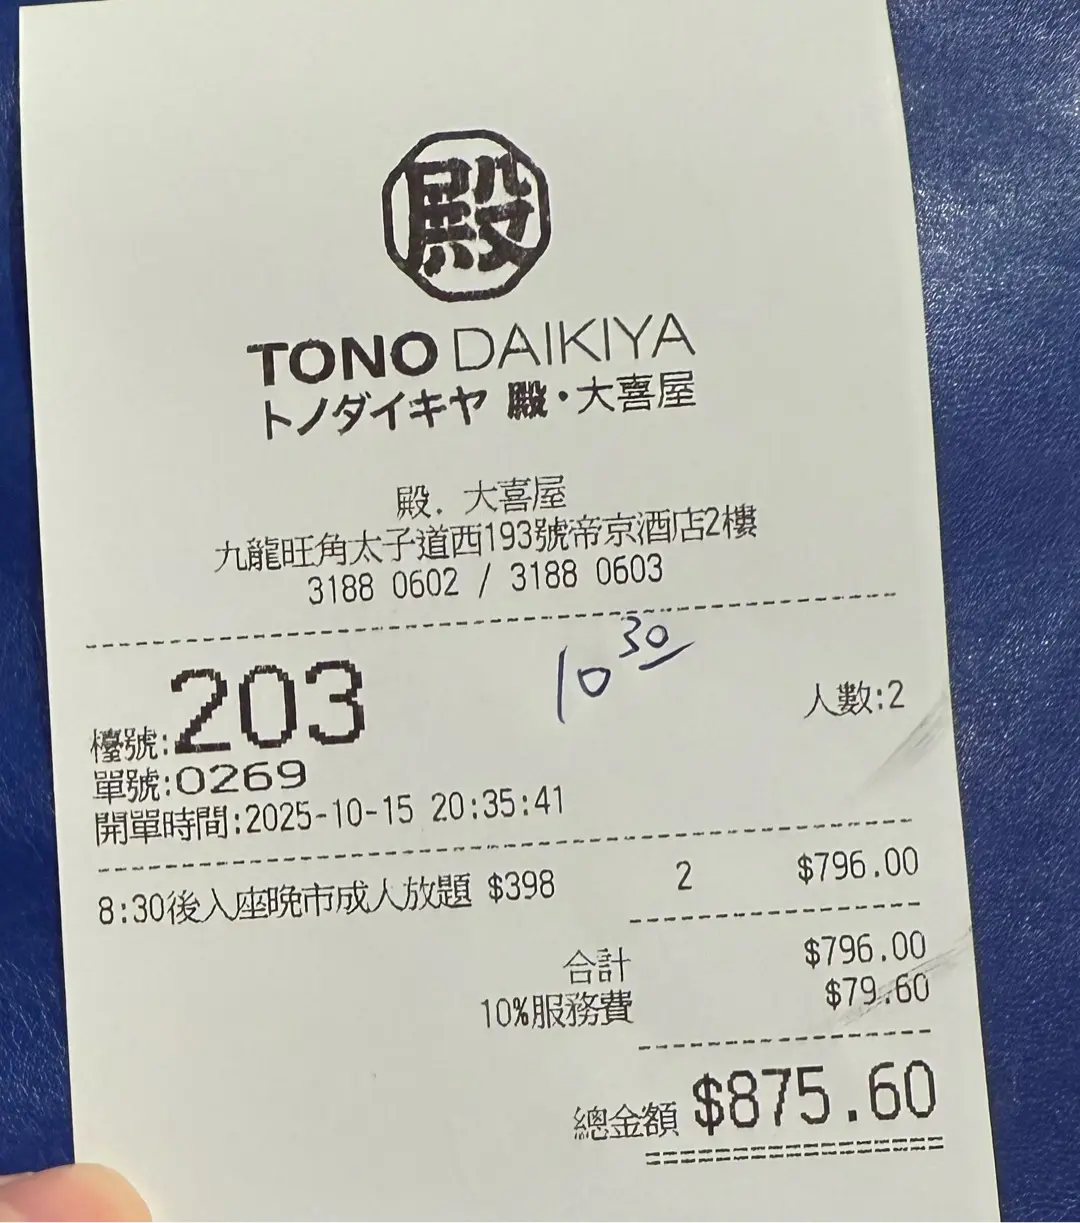 殿
TONO DAIKIYA
トノダイキヤ 殿・大喜屋
殿. 大喜屋
九龍旺角太子道西193號帝京酒店2樓
3188 0602 / 3188 0603
10 30
檯號:203 人數:2
單號:0269
開單時間:2025-10-15 20:35:41
8:30後入座晚市成人放題 $398 2 $796.00
合計 $796.00
10%服務費 $79.60
總金額 $875.60